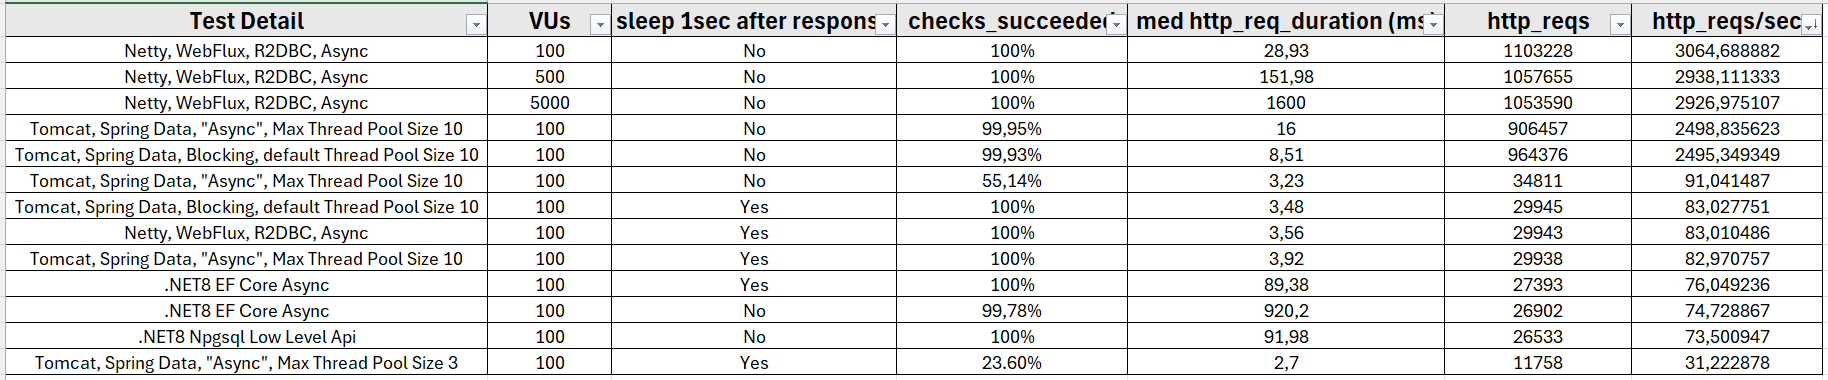 Test Detail VUs sleep 1sec after respons checks_succeeded med http_req_duration (ms) http_reqs http_reqs/sec
Netty, WebFlux, R2DBC, Async 100 No 100% 28,93 1103228 3064,688882
Netty, WebFlux, R2DBC, Async 500 No 100% 151,98 1057655 2938,111333
Netty, WebFlux, R2DBC, Async 5000 No 100% 1600 1053590 2926,975107
Tomcat, Spring Data, "Async", Max Thread Pool Size 10 100 No 99,95% 16 906457 2498,835623
Tomcat, Spring Data, Blocking, default Thread Pool Size 10 100 No 99,93% 8,51 964376 2495,349349
Tomcat, Spring Data, "Async", Max Thread Pool Size 10 100 No 55,14% 3,23 34811 91,041487
Tomcat, Spring Data, Blocking, default Thread Pool Size 10 100 Yes 100% 3,48 29945 83,027751
Netty, WebFlux, R2DBC, Async 100 Yes 100% 3,56 29943 83,010486
Tomcat, Spring Data, "Async", Max Thread Pool Size 10 100 Yes 100% 3,92 29938 82,970757
.NET8 EF Core Async 100 Yes 100% 89,38 27393 76,049236
.NET8 EF Core Async 100 No 99,78% 920,2 26902 74,728867
.NET8 Npgsql Low Level Api 100 No 100% 91,98 26533 73,500947
Tomcat, Spring Data, "Async", Max Thread Pool Size 3 100 Yes 23.60% 2,7 11758 31,222878